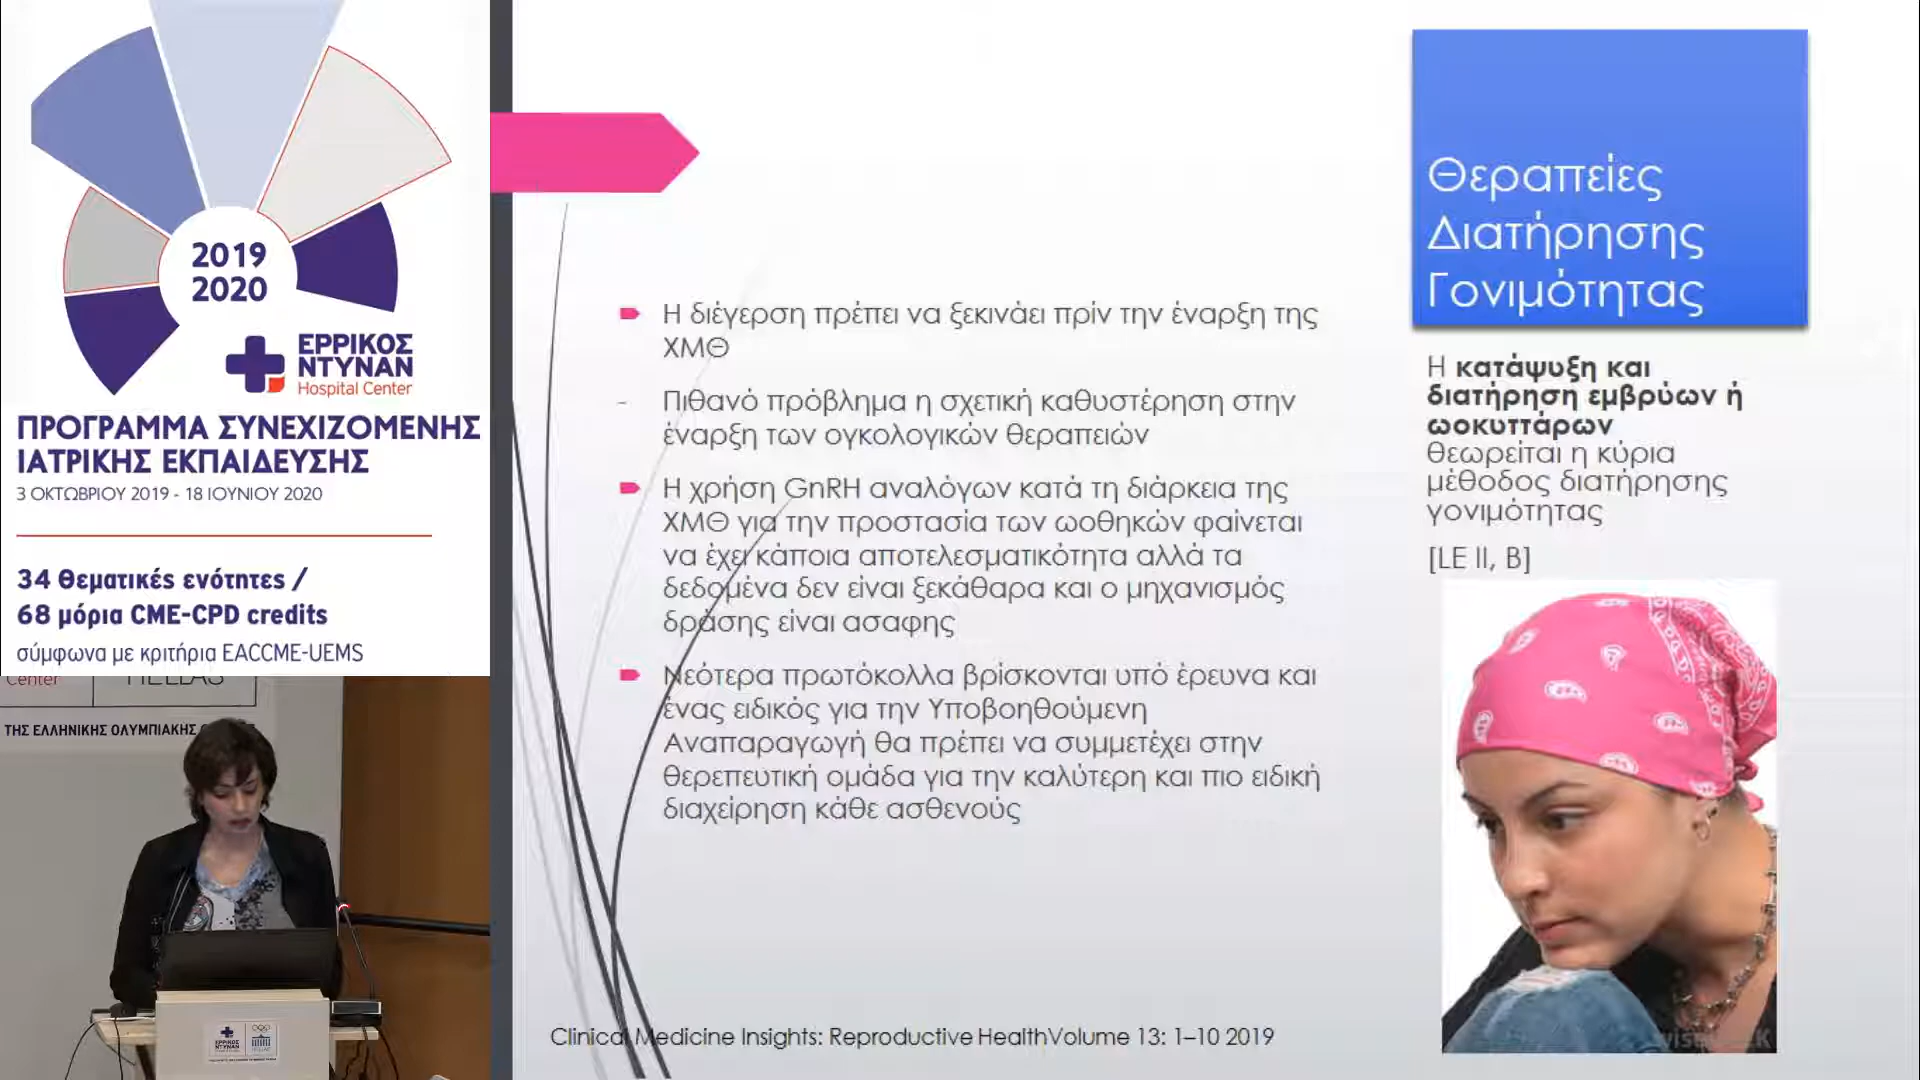 2019
2020
ΕΡΡΙΚΟΣ
ΝΤΥΝΑΝ
Hospital Center
ΠΡΟΓΡΑΜΜΑ ΣΥΝΕΧΙΖΟΜΕΝΗΣ
ΙΑΤΡΙΚΗΣ ΕΚΠΑΙΔΕΥΣΗΣ
3 ΟΚΤΩΒΡΙΟΥ 2019 - 18 ΙΟΥΝΙΟΥ 2020
34 θεματικές ενότητες /
68 μόρια CME-CPD credits
σύμφωνα με κριτήρια EACCME-UEMS
Center
HELLAS
ΤΗΣ ΕΛΛΗΝΙΚΗΣ ΟΛΥΜΠΙΑΚΗΣ
ΕΡΡΙΚΟΣ
ΝΤΥΝΑΝ
Η διέγερση πρέπει να ξεκινάει πρίν την έναρξη της
ΧΜΘ
- Πιθανό πρόβλημα η σχετική καθυστέρηση στην
έναρξη των ογκολογικών θεραπειών
Η χρήση GnRH αναλόγων κατά τη διάρκεια της
ΧΜΘ για την προστασία των ωοθηκών φαίνεται
να έχει κάποια αποτελεσματικότητα αλλά τα
δεδομένα δεν είναι ξεκάθαρα και ο μηχανισμός
δράσης είναι ασαφης
Νεότερα πρωτόκολλα βρίσκονται υπό έρευνα και
ένας ειδικός για την Υποβοηθούμενη
Αναπαραγωγή θα πρέπει να συμμετέχει στην
θερεπευτική ομάδα για την καλύτερη και πιο ειδική
διαχείρηση κάθε ασθενούς
Clinical Medicine Insights: Reproductive HealthVolume 13: 1–10 2019
Θεραπείες
Διατήρησης
Γονιμότητας
Η κατάψυξη και
διατήρηση εμβρύων ή
ωοκυττάρων
θεωρείται η κύρια
μέθοδος διατήρησης
γονιμότητας
[LE II, B]